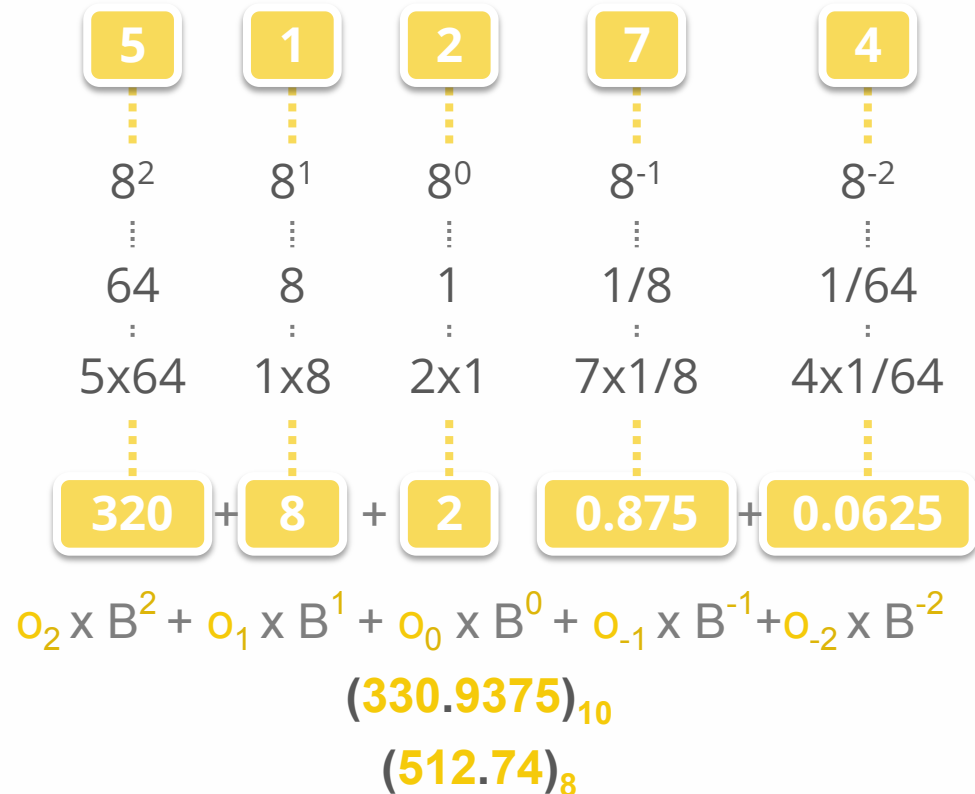 5 1 2 7 4
8² 8¹ 8⁰ 8⁻¹ 8⁻²
64 8 1 1/8 1/64
5x64 1x8 2x1 7x1/8 4x1/64
320 + 8 + 2 0.875 + 0.0625
o₂ x B² + o₁ x B¹ + o₀ x B⁰ + o₋₁ x B⁻¹+o₋₂ x B⁻²
(330.9375)₁₀
(512.74)₈